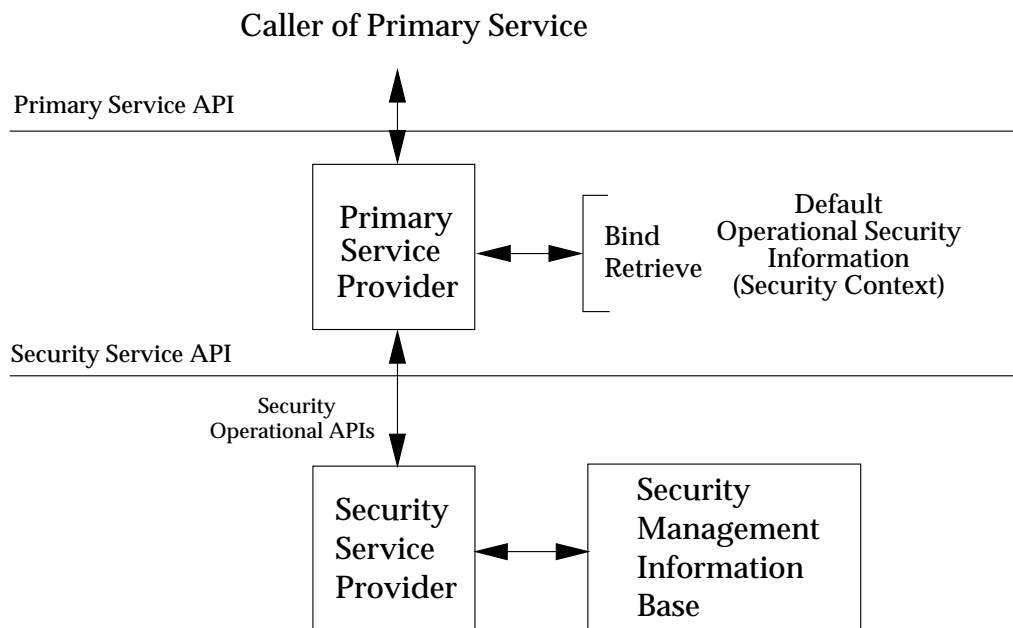 Caller of Primary Service
Primary Service API
Primary
Service
Provider
Bind
Retrieve
Default
Operational Security
Information
(Security Context)
Security Service API
Security
Operational APIs
Security
Service
Provider
Security
Management
Information
Base